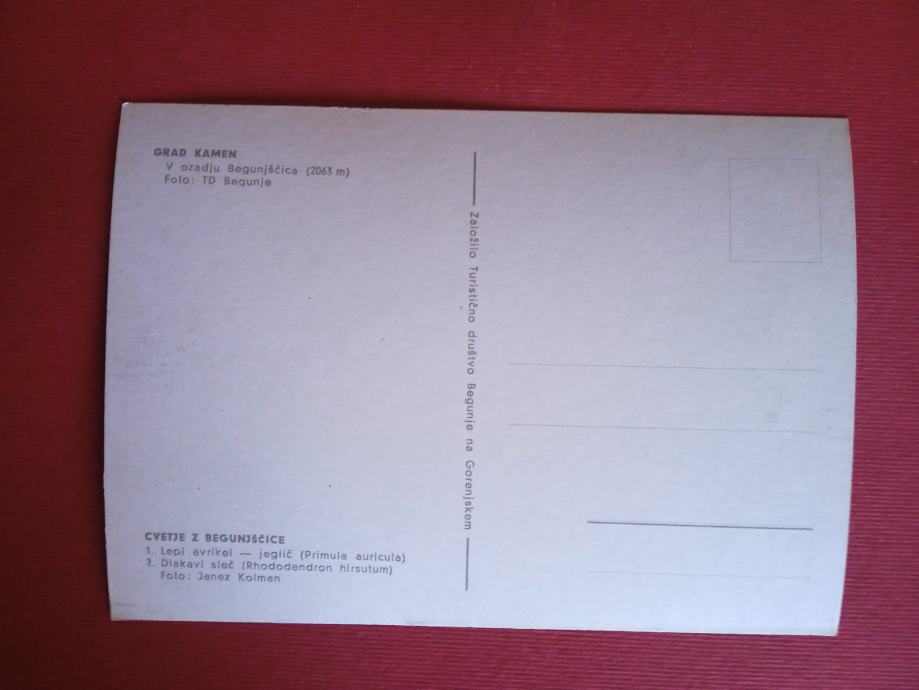 GRAD KAMEN
V ozadju Begunjščica (2063 m)
Foto: TD Begunje
Založilo Turistično društvo Begunje na Gorenjskem
CVETJE Z BEGUNJŠČICE
1. Lepi avrikel — jeglič (Primula auricula)
2. Dlakavi sleč (Rhododendron hirsutum)
Foto: Janez Kolman